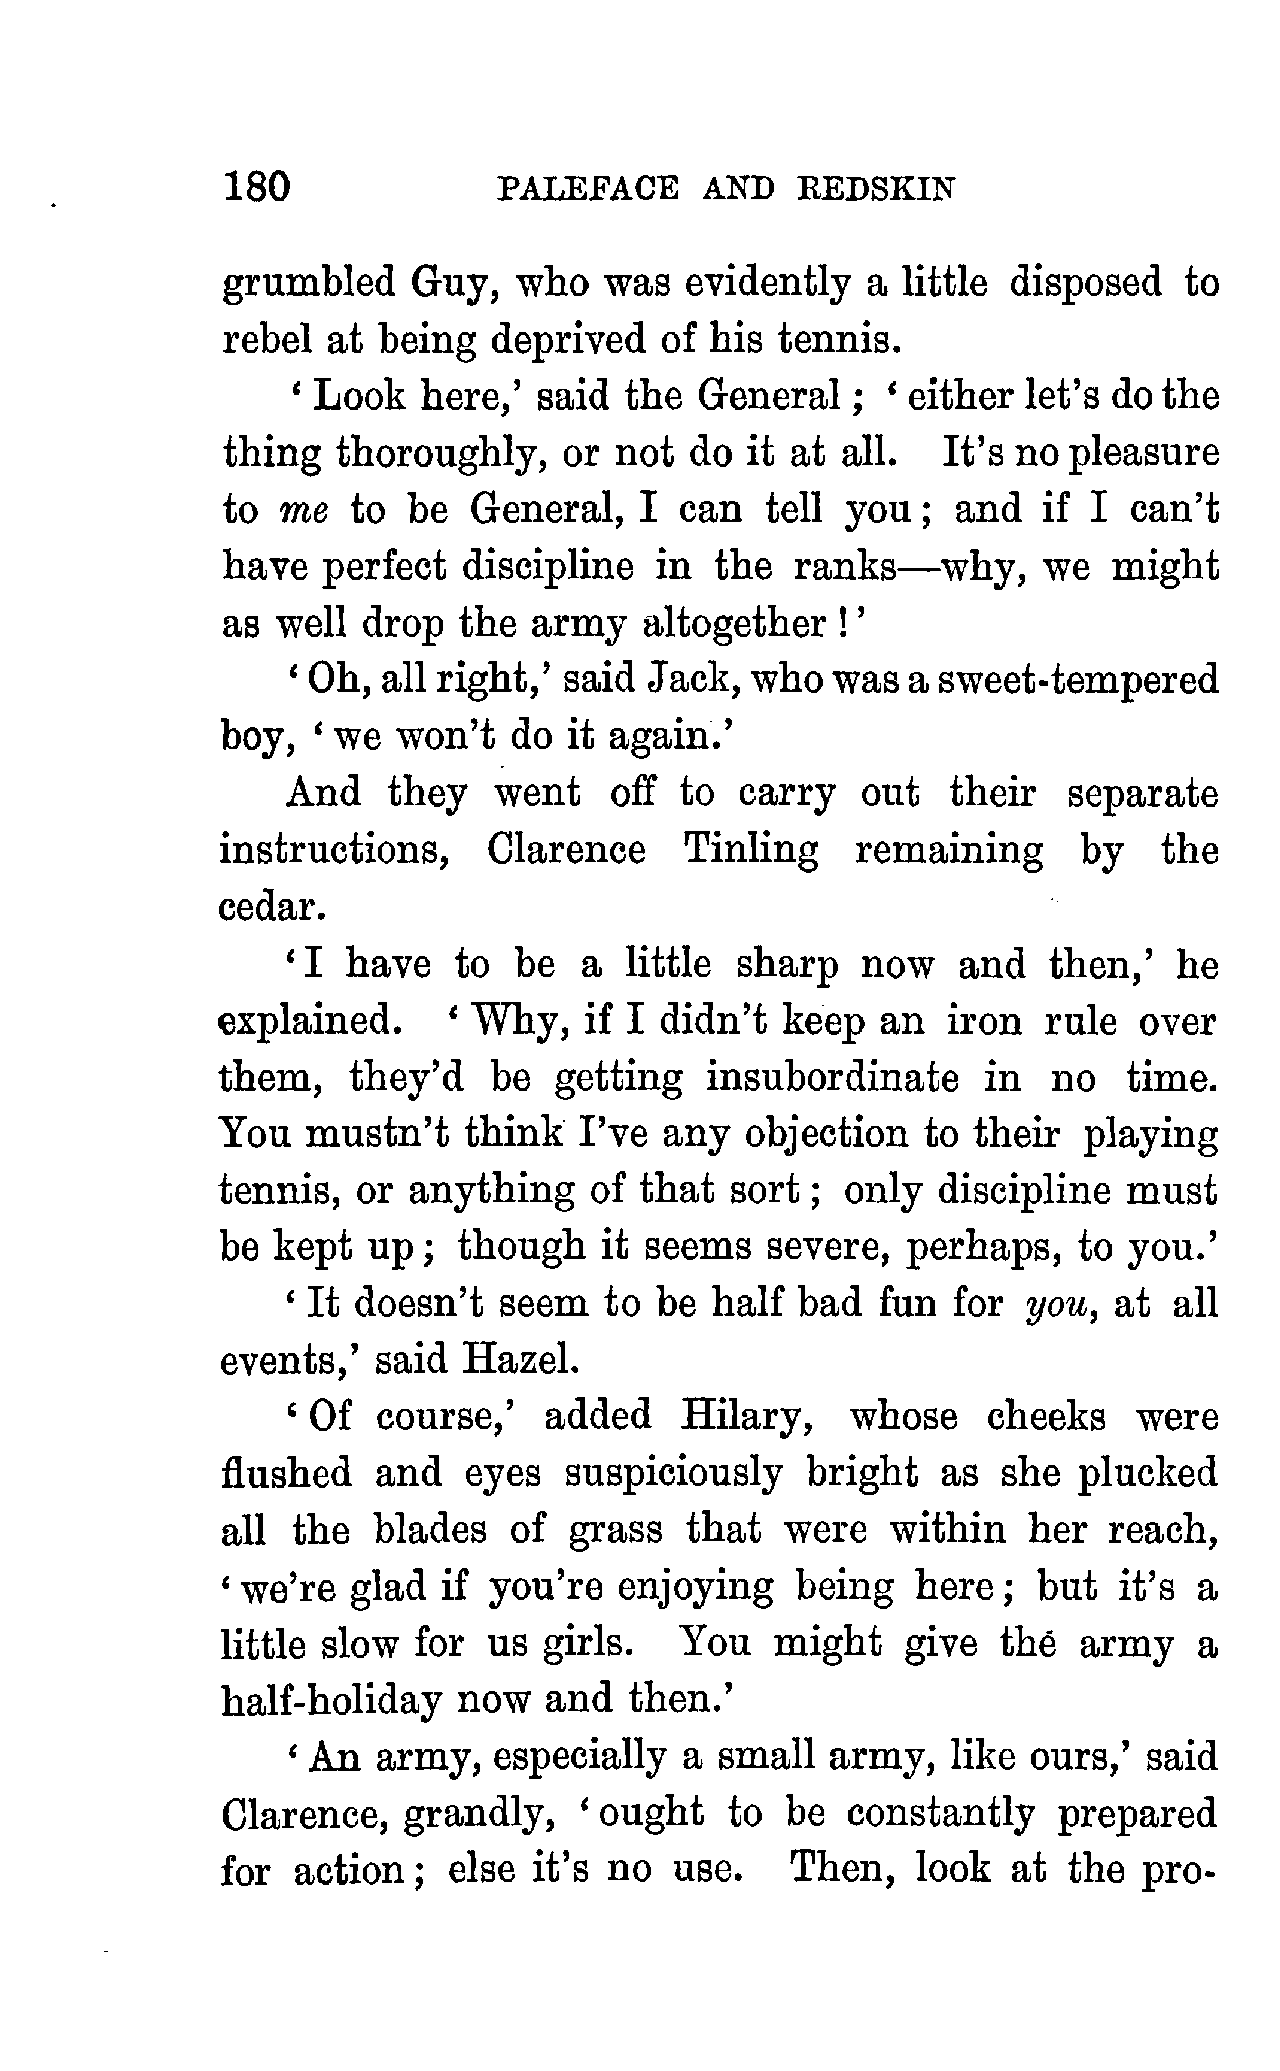 180 PALEFACE AND REDSKIN
grumbled Guy, who was evidently a little disposed to
rebel at being deprived of his tennis.
‘ Look here,’ said the General ; ‘ either let’s do the
thing thoroughly, or not do it at all. It’s no pleasure
to me to be General, I can tell you ; and if I can’t
have perfect discipline in the ranks—why, we might
as well drop the army altogether ! ’
‘ Oh, all right,’ said Jack, who was a sweet-tempered
boy, ‘ we won’t do it again.’
And they went off to carry out their separate
instructions, Clarence Tinling remaining by the
cedar.
‘ I have to be a little sharp now and then,’ he
explained. ‘ Why, if I didn’t keep an iron rule over
them, they’d be getting insubordinate in no time.
You mustn’t think I’ve any objection to their playing
tennis, or anything of that sort ; only discipline must
be kept up ; though it seems severe, perhaps, to you.’
‘ It doesn’t seem to be half bad fun for you, at all
events,’ said Hazel.
‘ Of course,’ added Hilary, whose cheeks were
flushed and eyes suspiciously bright as she plucked
all the blades of grass that were within her reach,
‘ we’re glad if you’re enjoying being here ; but it’s a
little slow for us girls. You might give the army a
half-holiday now and then.’
‘ An army, especially a small army, like ours,’ said
Clarence, grandly, ‘ ought to be constantly prepared
for action ; else it’s no use. Then, look at the pro-